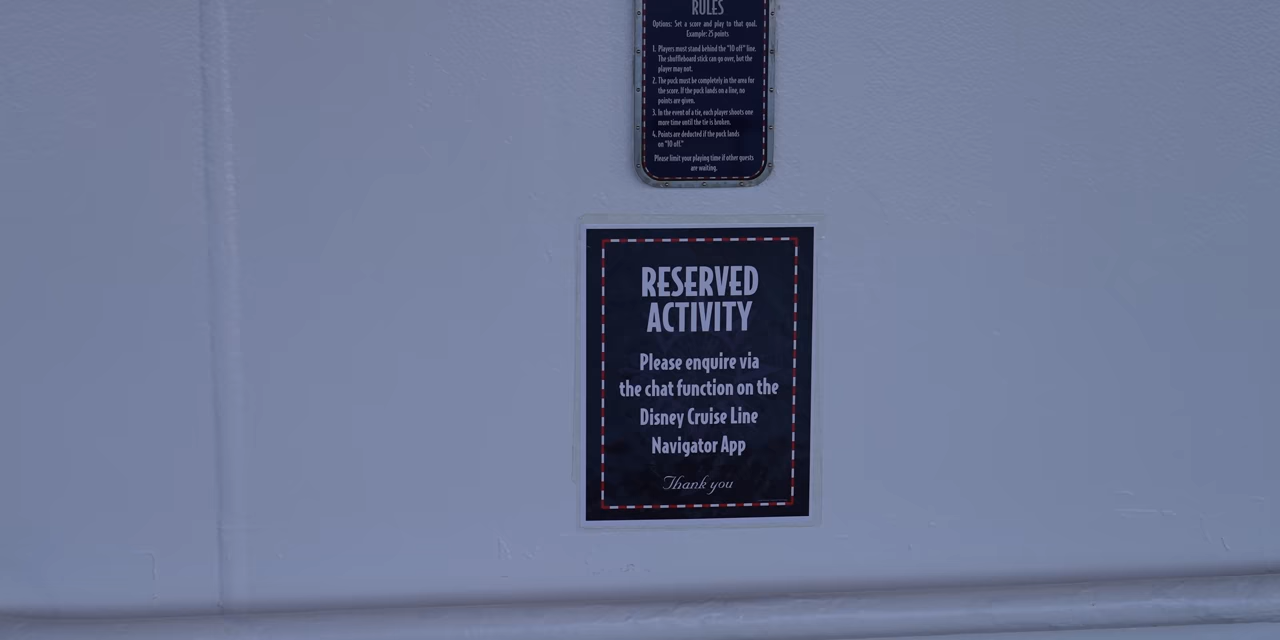 RULES
Options: Set a score and play to that goal.
Example: 25 points
1. Players must stand behind the "10 off" line.
The shuffleboard stick can go over, but the
player may not.
2. The puck must be completely in the area for
the score. If the puck lands on a line, no
points are given.
3. In the event of a tie, each player shoots one
more time until the tie is broken.
4. Points are deducted if the puck lands
on "10 off."
Please limit your playing time if other guests
are waiting.
RESERVED
ACTIVITY
Please enquire via
the chat function on the
Disney Cruise Line
Navigator App
Thank you